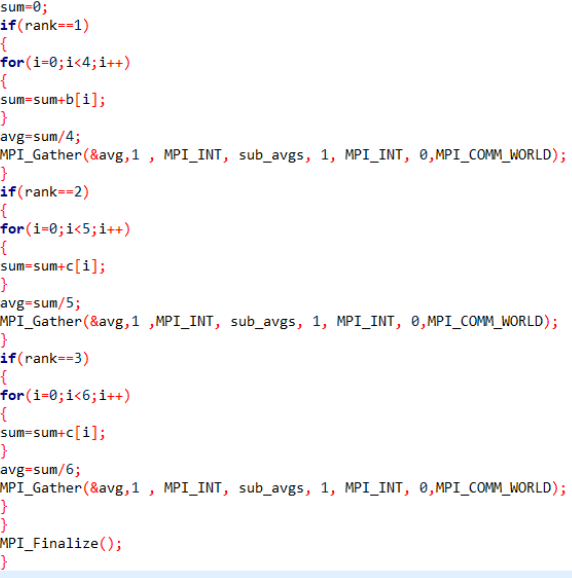 sum=0;
if(rank==1)
{
for(i=0;i<4;i++)
{
sum=sum+b[i];
}
avg=sum/4;
MPI_Gather(&avg,1 , MPI_INT, sub_avgs, 1, MPI_INT, 0,MPI_COMM_WORLD);
}
if(rank==2)
{
for(i=0;i<5;i++)
{
sum=sum+c[i];
}
avg=sum/5;
MPI_Gather(&avg,1 ,MPI_INT, sub_avgs, 1, MPI_INT, 0,MPI_COMM_WORLD);
}
if(rank==3)
{
for(i=0;i<6;i++)
{
sum=sum+c[i];
}
avg=sum/6;
MPI_Gather(&avg,1 , MPI_INT, sub_avgs, 1, MPI_INT, 0,MPI_COMM_WORLD);
}
}
MPI_Finalize();
}